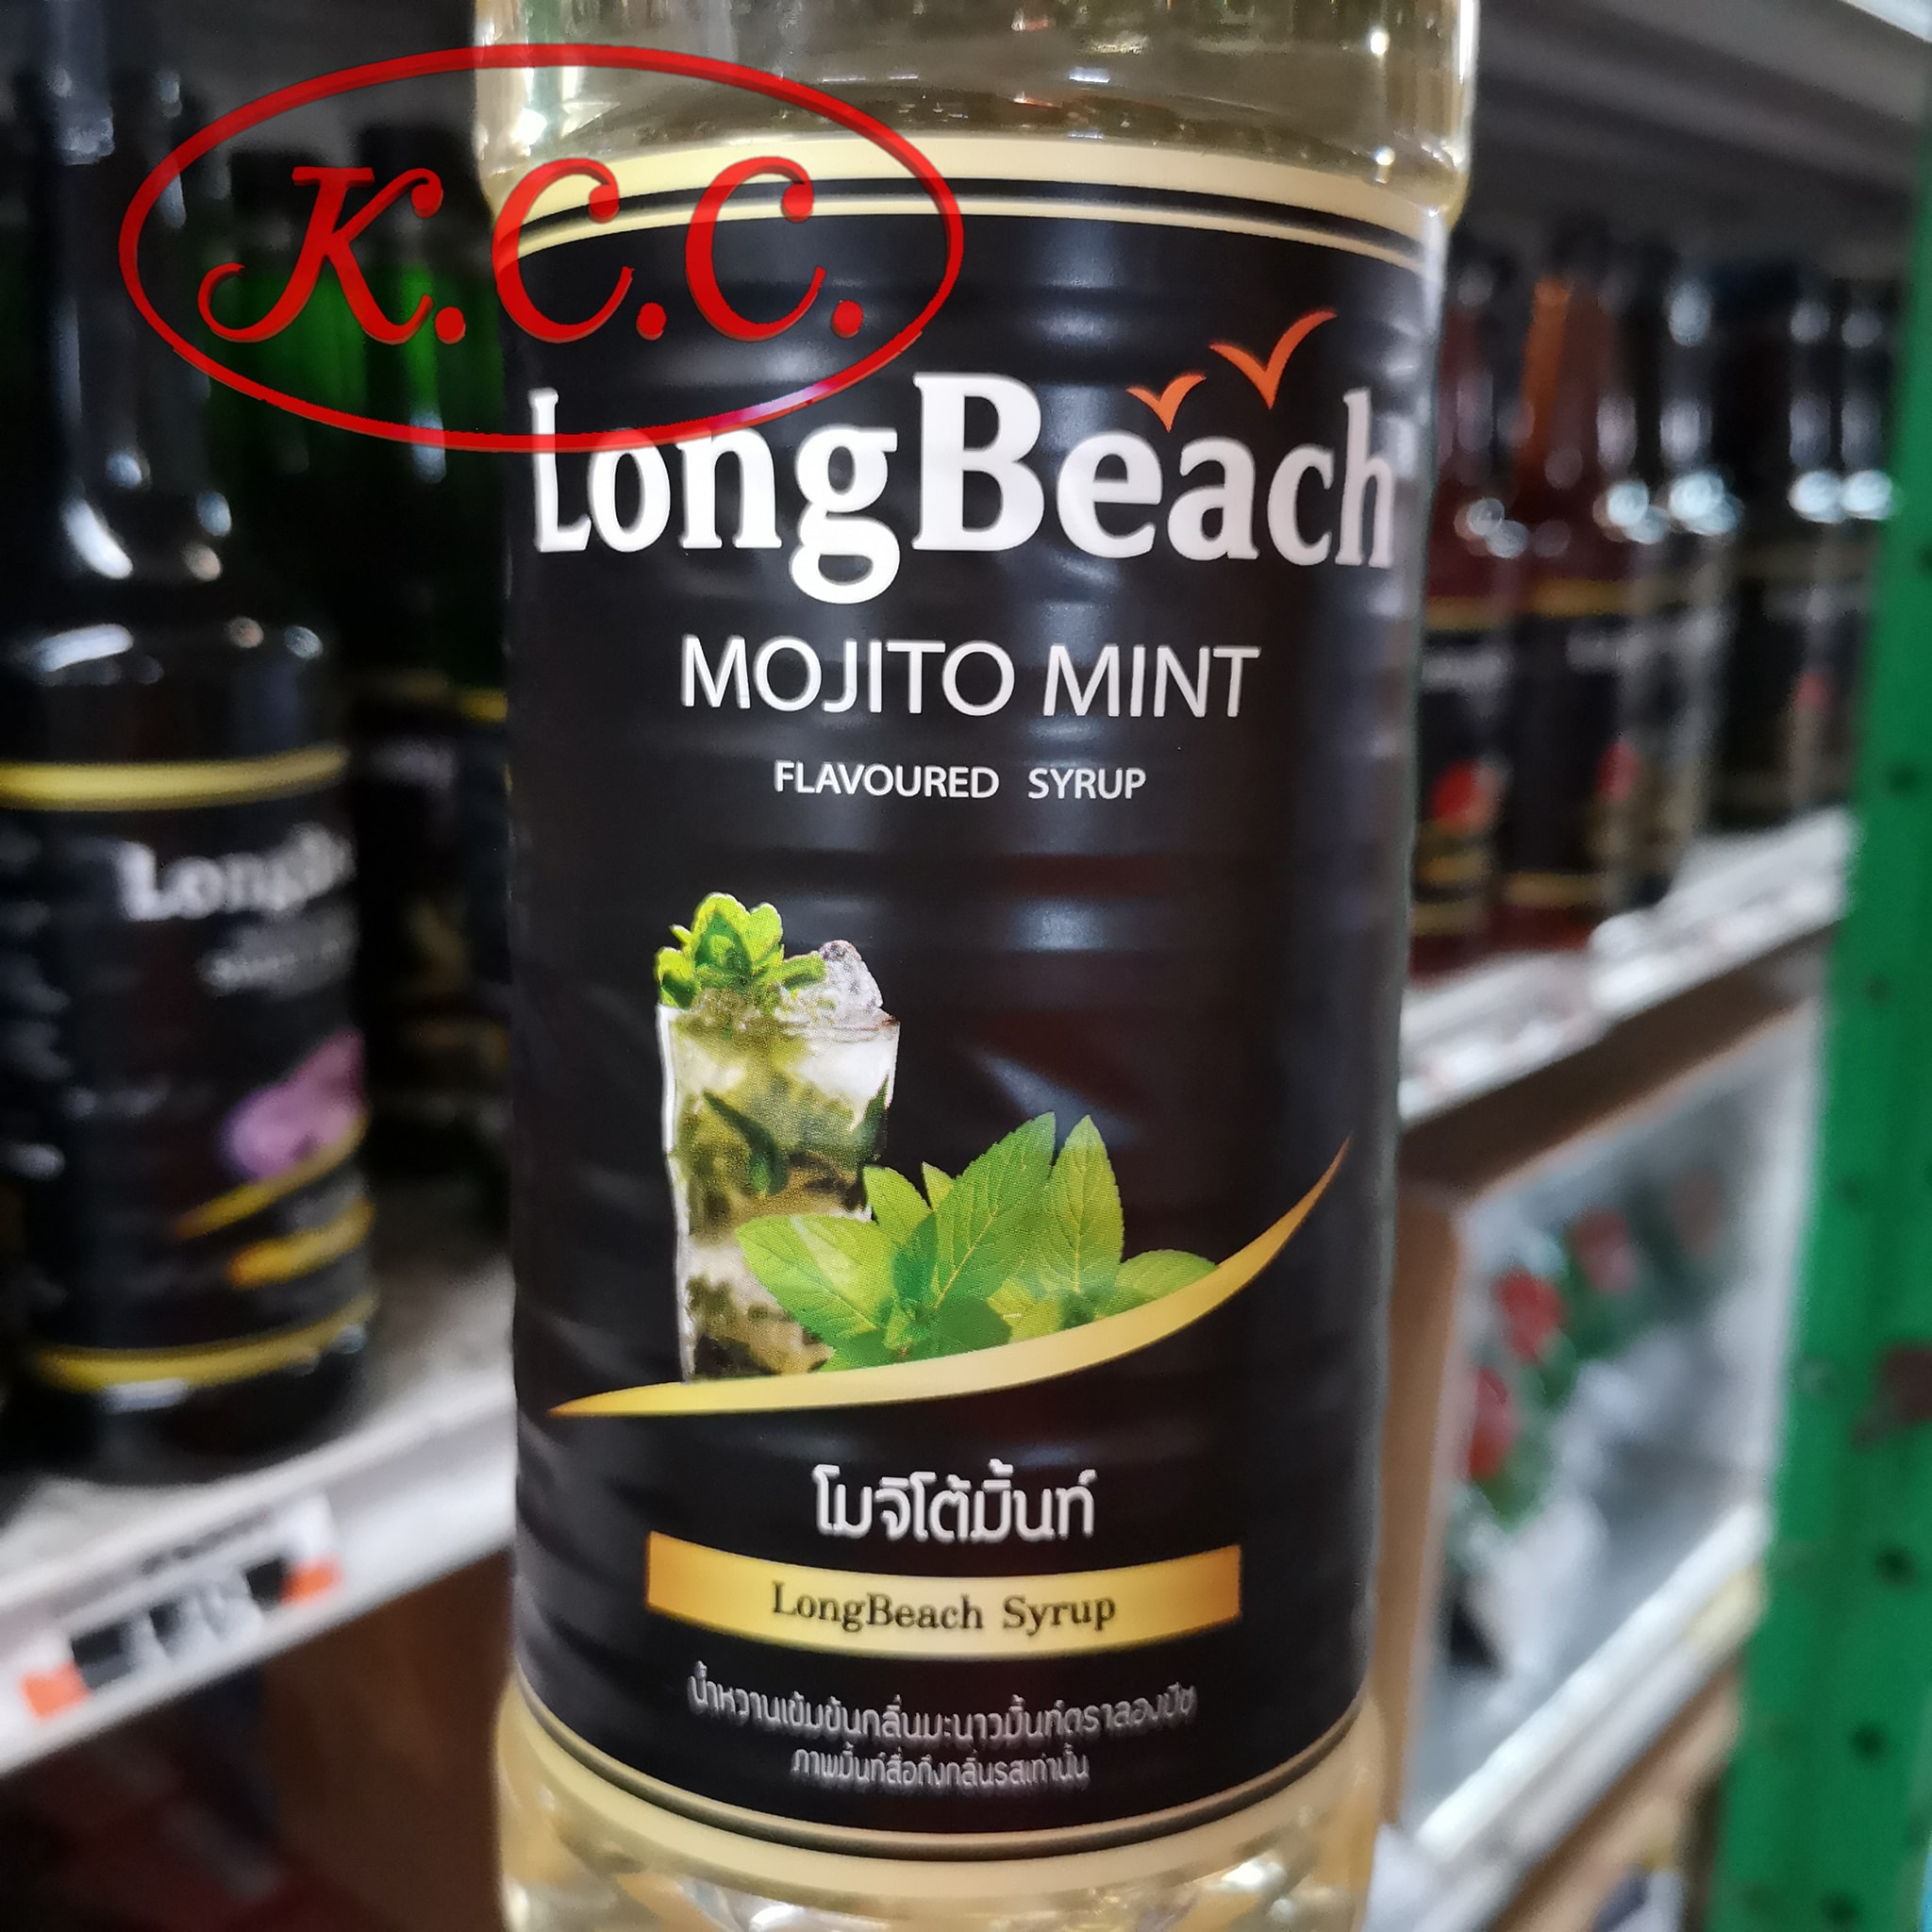 K.C.C.
LongBeach
MOJITO MINT
FLAVOURED SYRUP
โมจิโต้มิ้นท์
LongBeach Syrup
น้ำหวานเข้มข้นกลิ่นมะนาวมิ้นท์ตราลองบีช
ภาพมิ้นท์สื่อถึงกลิ่นรสเท่านั้น